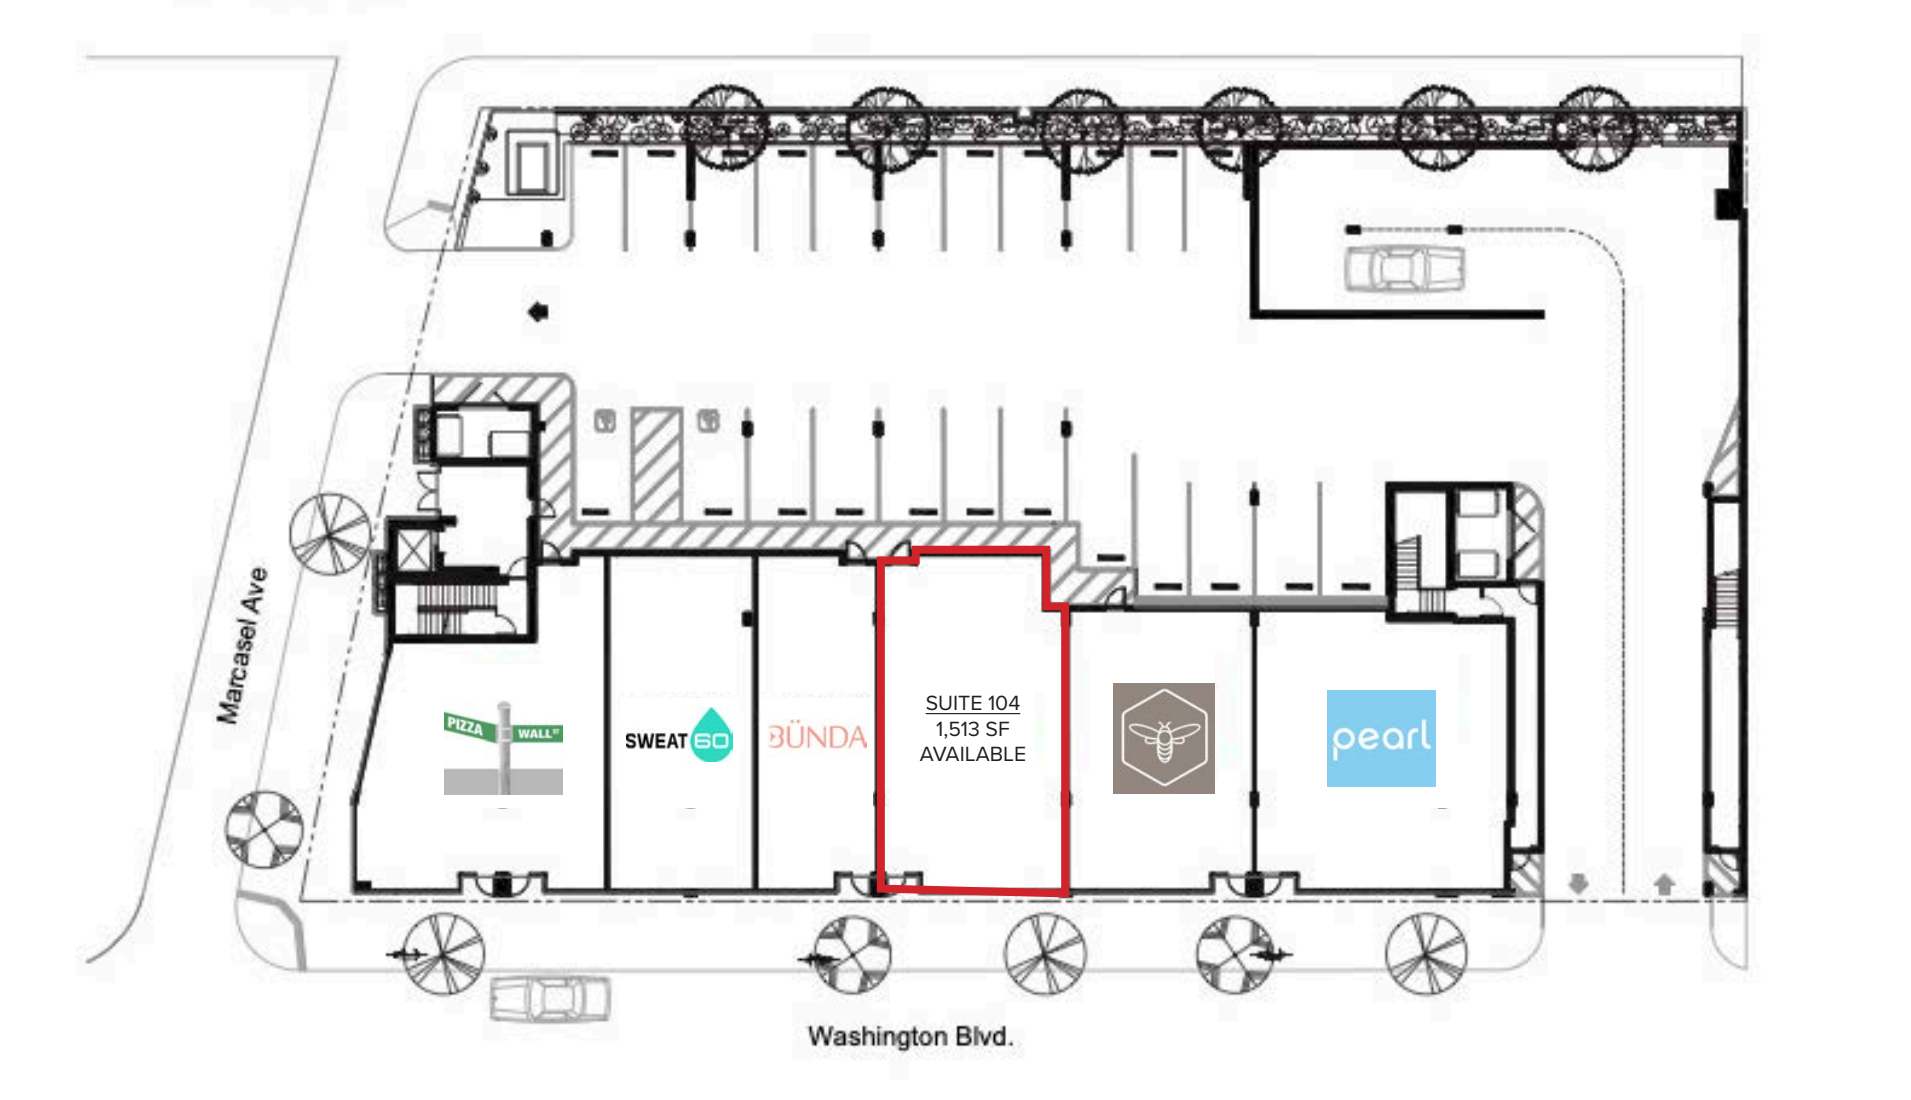 Marcasel Ave
PIZZA
WALL ST
SWEAT 60
BÜNDA
SUITE 104
1,513 SF
AVAILABLE
pearl
Washington Blvd.